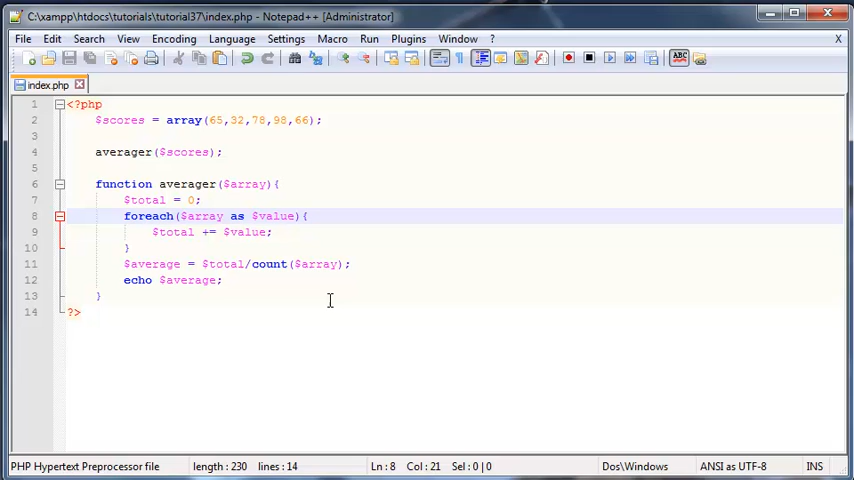 C:\xampp\htdocs\tutorials\tutorial37\index.php - Notepad++ [Administrator]
File Edit Search View Encoding Language Settings Macro Run Plugins Window ? X
ABC
index.php
1 <?php
2 $scores = array(65,32,78,98,66);
3
4 averager($scores);
5
6 function averager($array){
7 $total = 0;
8 foreach($array as $value){
9 $total += $value;
10 }
11 $average = $total/count($array);
12 echo $average;
13 }
14 ?>
PHP Hypertext Preprocessor file length : 230 lines : 14 Ln : 8 Col : 21 Sel : 0 | 0 Dos\Windows ANSI as UTF-8 INS